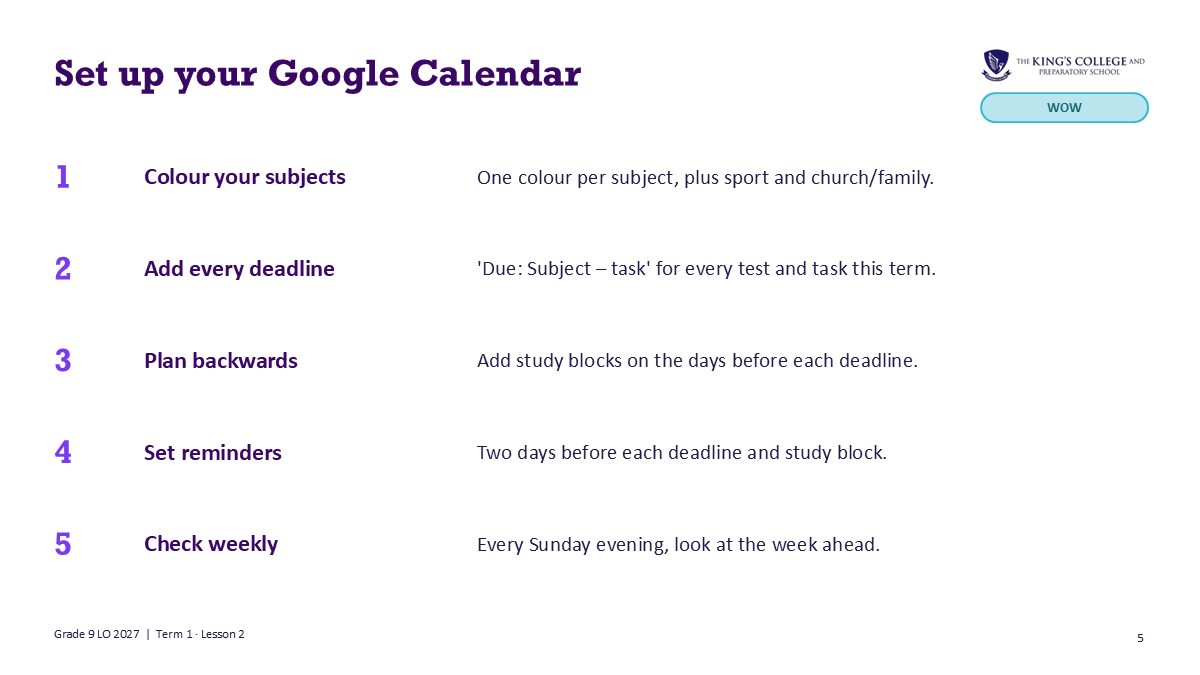 Set up your Google Calendar
THE KING'S COLLEGE AND
PREPARATORY SCHOOL
WOW
1 Colour your subjects One colour per subject, plus sport and church/family.
2 Add every deadline 'Due: Subject – task' for every test and task this term.
3 Plan backwards Add study blocks on the days before each deadline.
4 Set reminders Two days before each deadline and study block.
5 Check weekly Every Sunday evening, look at the week ahead.
Grade 9 LO 2027 | Term 1 · Lesson 2
5